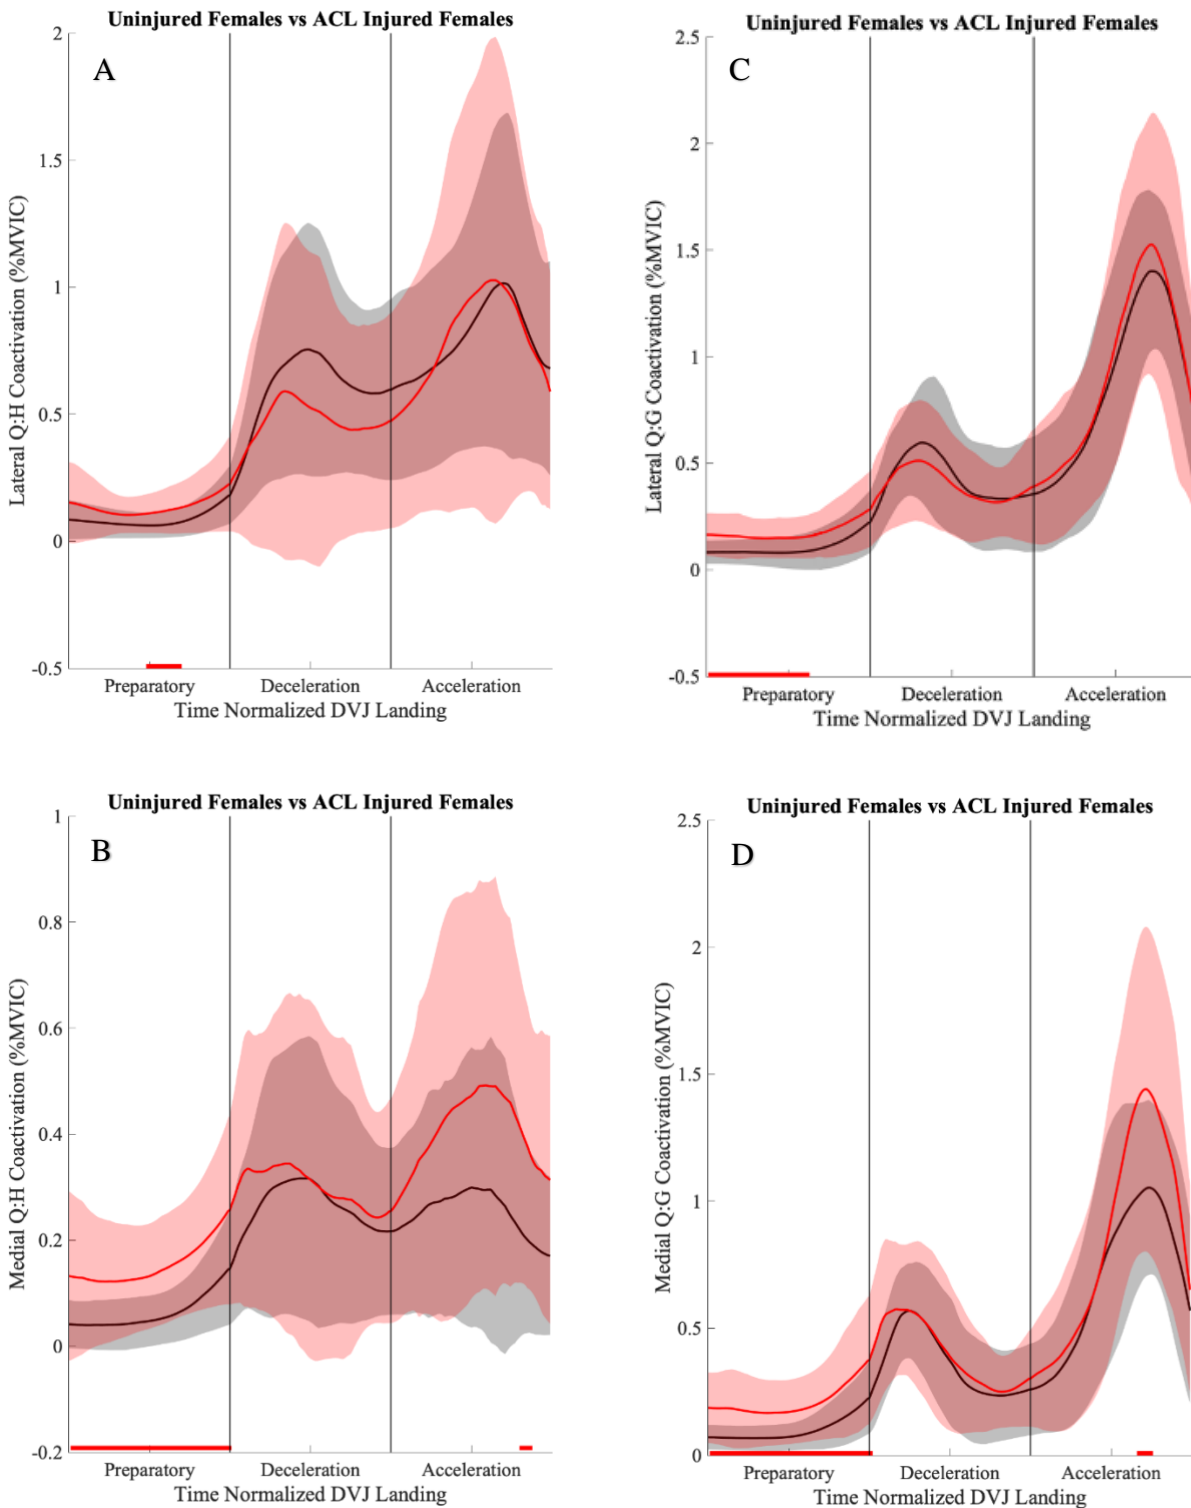 Uninjured Females vs ACL Injured Females
A
2
1.5
1
0.5
0
-0.5
Lateral Q:H Coactivation (%MVIC)
Preparatory Deceleration Acceleration
Time Normalized DVJ Landing
Uninjured Females vs ACL Injured Females
C
2.5
2
1.5
1
0.5
0
-0.5
Lateral Q:G Coactivation (%MVIC)
Preparatory Deceleration Acceleration
Time Normalized DVJ Landing
Uninjured Females vs ACL Injured Females
B
1
0.8
0.6
0.4
0.2
0
-0.2
Medial Q:H Coactivation (%MVIC)
Preparatory Deceleration Acceleration
Time Normalized DVJ Landing
Uninjured Females vs ACL Injured Females
D
2.5
2
1.5
1
0.5
0
Medial Q:G Coactivation (%MVIC)
Preparatory Deceleration Acceleration
Time Normalized DVJ Landing